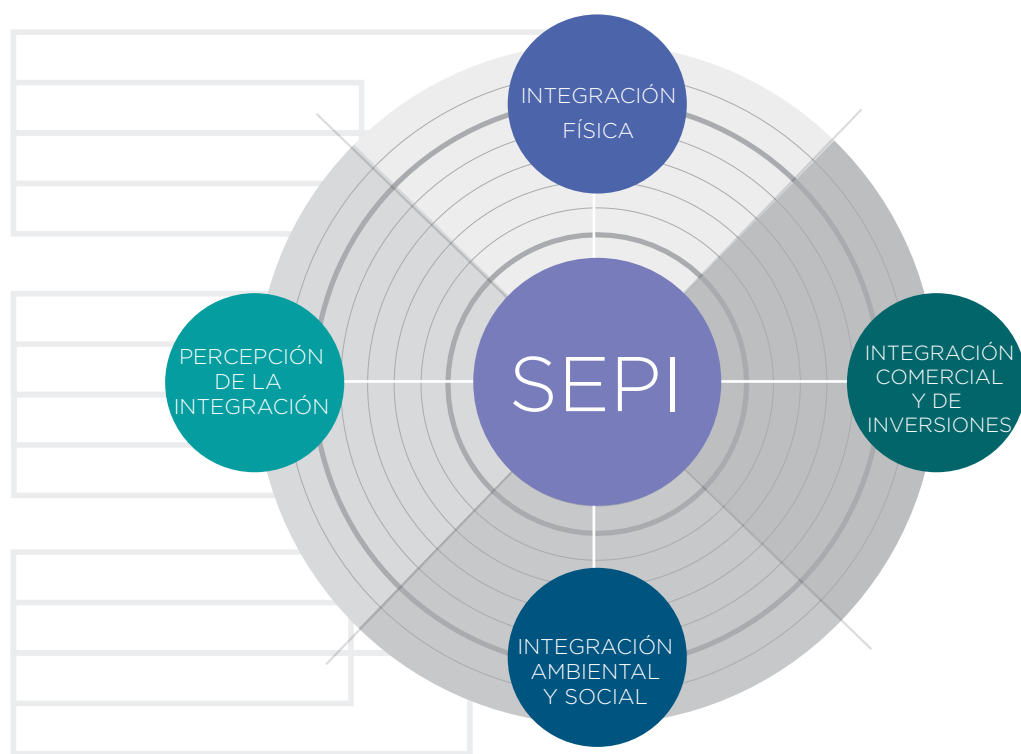 INTEGRACIÓN
FÍSICA
PERCEPCIÓN
DE LA
INTEGRACIÓN
SEPI
INTEGRACIÓN
COMERCIAL
Y DE
INVERSIONES
INTEGRACIÓN
AMBIENTAL
Y SOCIAL